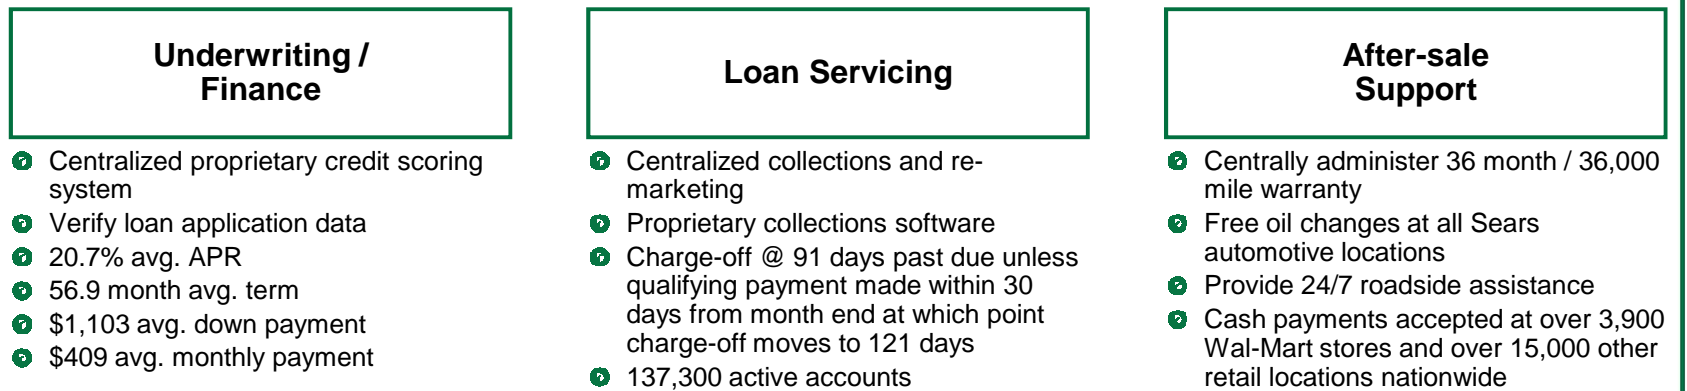 Underwriting /
Finance
Centralized proprietary credit scoring
system
Verify loan application data
20.7% avg. APR
56.9 month avg. term
$1,103 avg. down payment
$409 avg. monthly payment
Loan Servicing
Centralized collections and re-
marketing
Proprietary collections software
Charge-off @ 91 days past due unless
qualifying payment made within 30
days from month end at which point
charge-off moves to 121 days
137,300 active accounts
After-sale
Support
Centrally administer 36 month / 36,000
mile warranty
Free oil changes at all Sears
automotive locations
Provide 24/7 roadside assistance
Cash payments accepted at over 3,900
Wal-Mart stores and over 15,000 other
retail locations nationwide